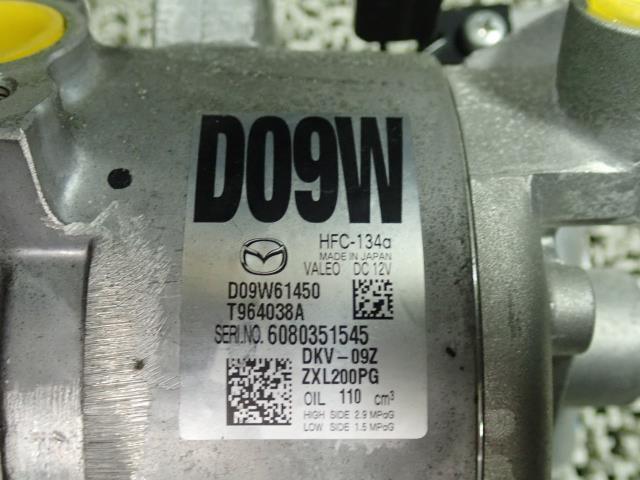 D09W
HFC-134a
MADE IN JAPAN
VALEO DC 12V
D09W61450
T964038A
SERI.NO. 6080351545
DKV-09Z
ZXL200PG
OIL 110 cm³
HIGH SIDE 2.9 MPaG
LOW SIDE 1.5 MPaG